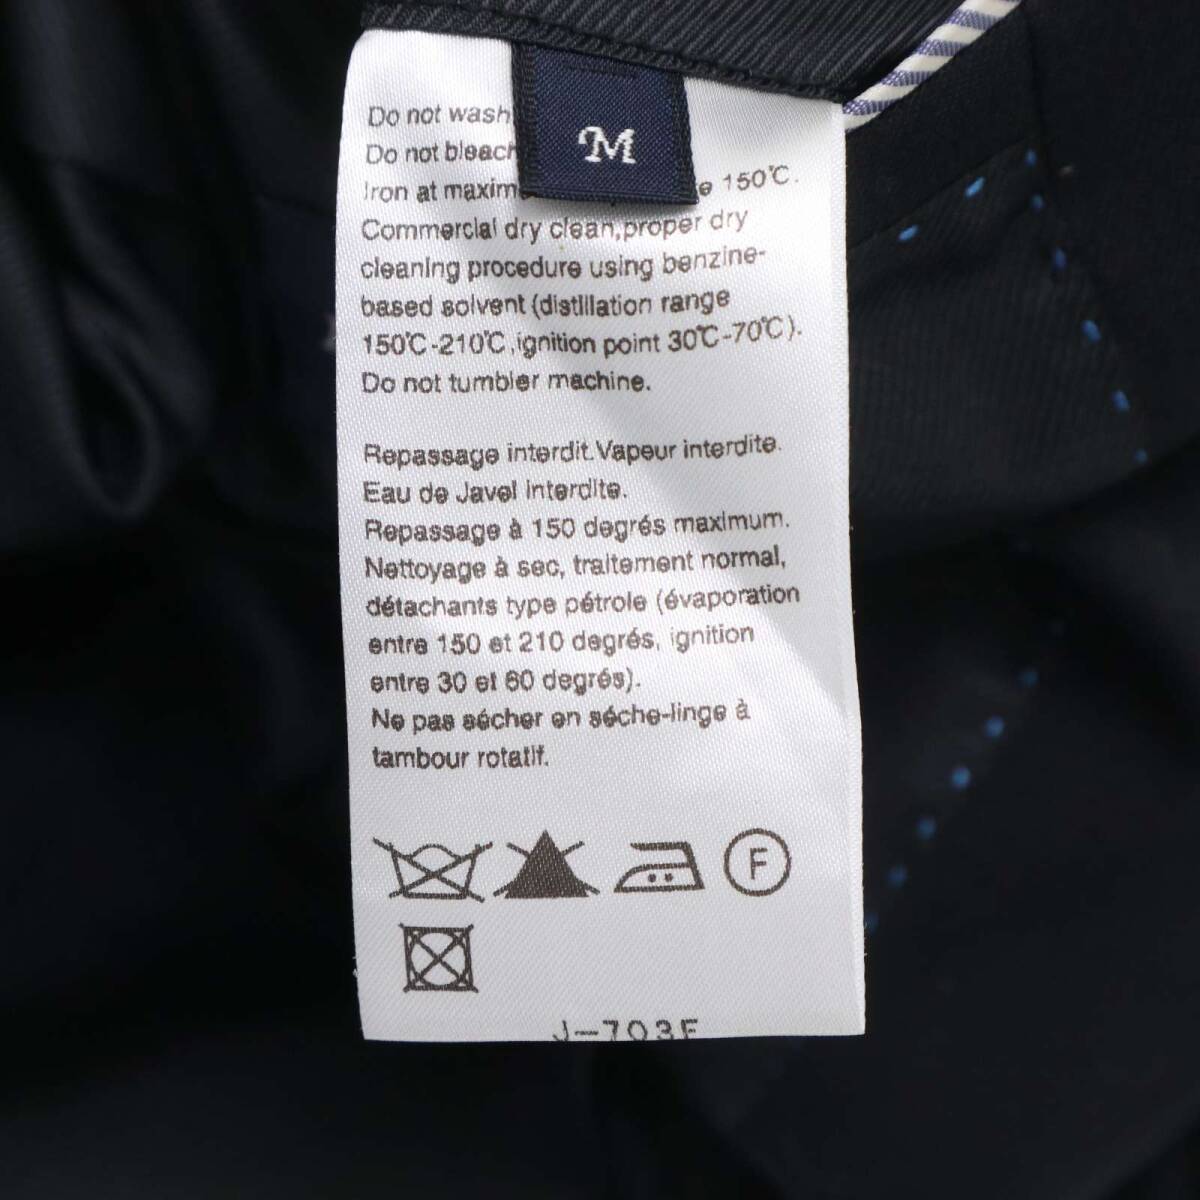 M
Do not wash
Do not bleach
Iron at 150℃.
Commercial dry clean,proper dry
cleaning procedure using benzine-
based solvent (distillation range
150℃-210℃,ignition point 30℃-70℃).
Do not tumbler machine.
Repassage interdit.Vapeur interdite.
Eau de Javel interdite.
Repassage à 150 degrés maximum.
Nettoyage à sec, traitement normal,
détachants type pétrole (évaporation
entre 150 et 210 degrés, ignition
entre 30 et 60 degrés).
Ne pas sécher en séche-linge à
tambour rotatif.
F
J-703F